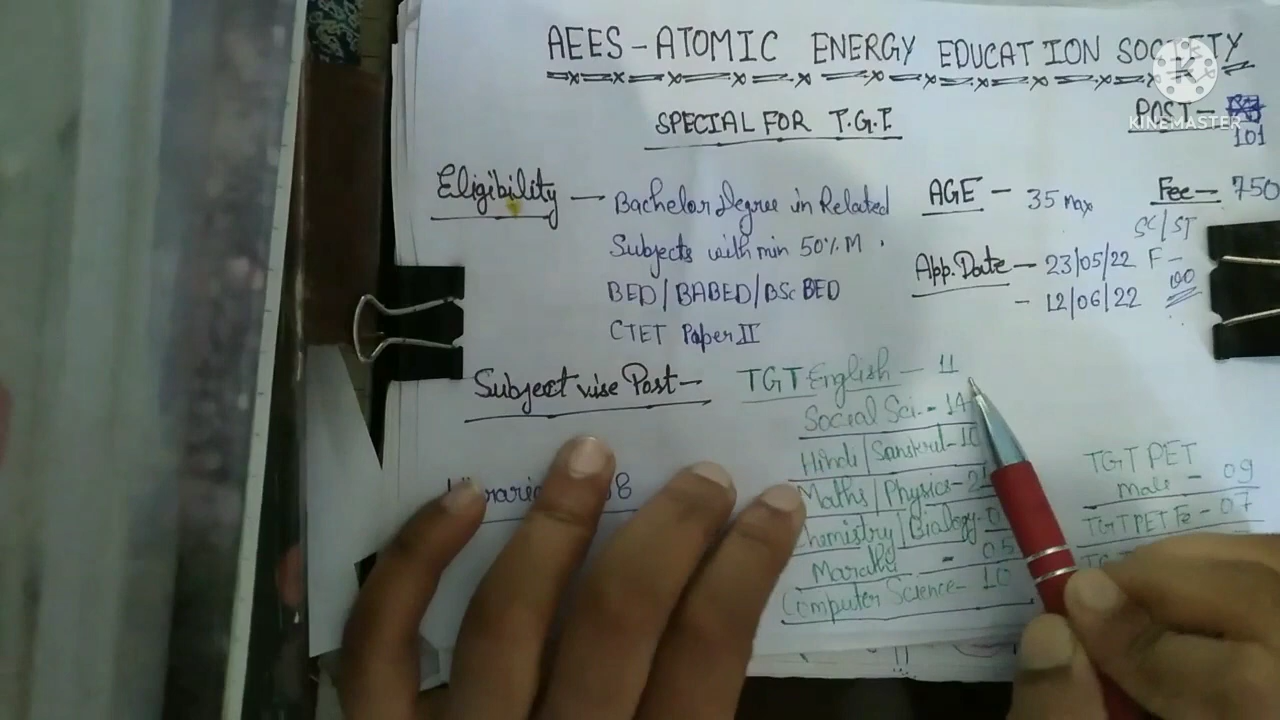 AEES - ATOMIC ENERGY EDUCATION SOCIETY
SPECIAL FOR T.G.T.
POST -
101
KINEMASTER
Eligibility — Bachelor Degree in Related
Subjects with min 50% M.
BED/BABED/BSc BED
CTET Paper II
AGE - 35 Max
Fee - 750
SC/ST
F -
App. Date - 23/05/22
- 12/06/22
Subject vise Post -
TGT English - 11
Social Sci. - 14
Hindi/Sanskrit - 10
Maths/Physics - 21
Chemistry/Biology - 0
Marathi - 05
Computer Science - 10
08
TGT PET
Male - 09
TGT PET Fe - 07